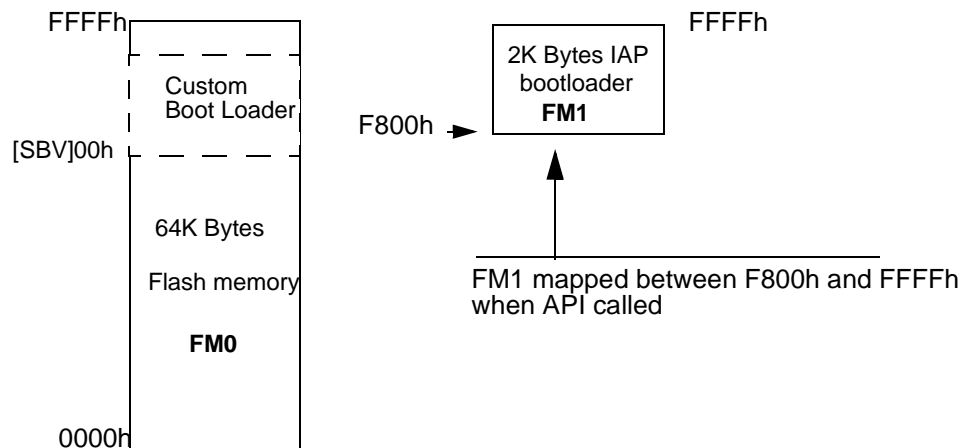 FFFFh
Custom
Boot Loader
[SBV]00h
64K Bytes
Flash memory
FM0
0000h
FFFFh
2K Bytes IAP
bootloader
FM1
F800h
FM1 mapped between F800h and FFFFh
when API called